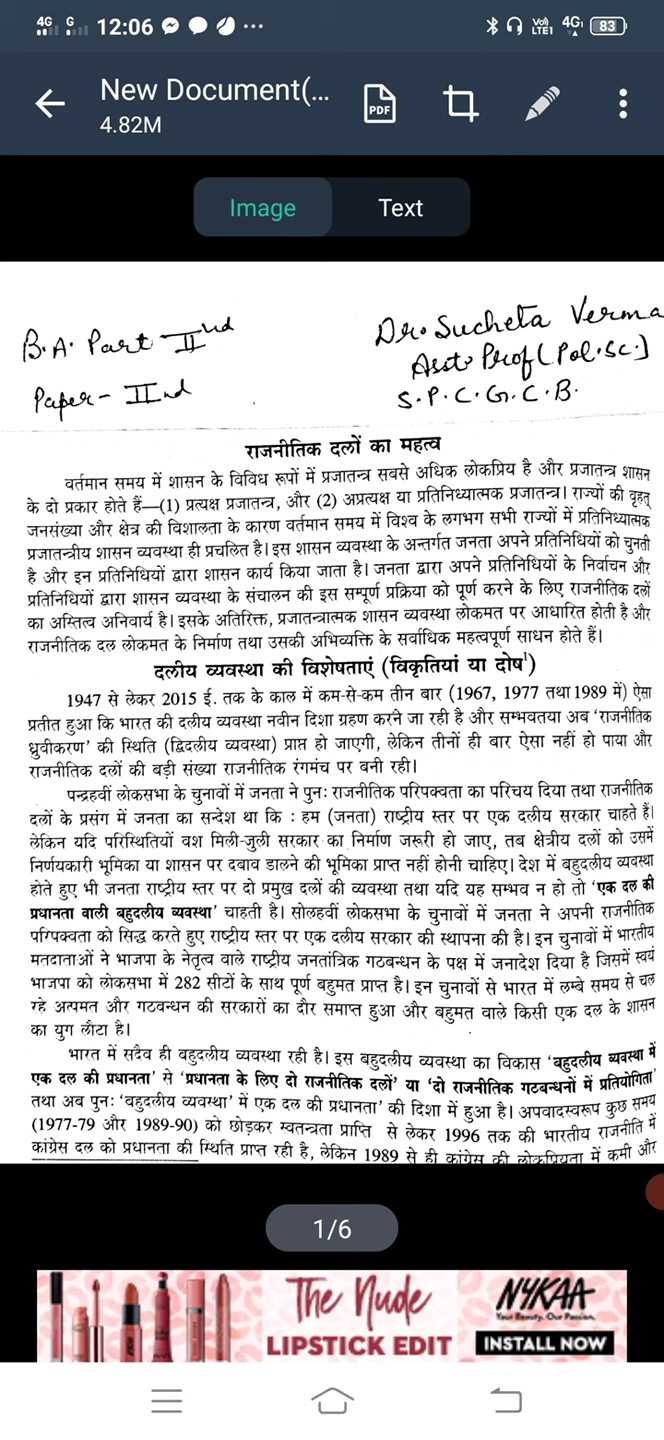 4G G 12:06 ... Vo) LTE1 4G 83
New Document(...
4.82M
PDF
Image Text
B.A. Part IInd
Paper - IInd
Dr. Sucheta Verma
Asst. Prof (Pol.Sc.)
S.P.C.G.C.B.
राजनीतिक दलों का महत्व
वर्तमान समय में शासन के विविध रूपों में प्रजातन्त्र सबसे अधिक लोकप्रिय है और प्रजातन्त्र शासन
के दो प्रकार होते हैं—(1) प्रत्यक्ष प्रजातन्त्र, और (2) अप्रत्यक्ष या प्रतिनिध्यात्मक प्रजातन्त्र। राज्यों की वृहत्
जनसंख्या और क्षेत्र की विशालता के कारण वर्तमान समय में विश्व के लगभग सभी राज्यों में प्रतिनिध्यात्मक
प्रजातन्त्रीय शासन व्यवस्था ही प्रचलित है। इस शासन व्यवस्था के अन्तर्गत जनता अपने प्रतिनिधियों को चुनती
है और इन प्रतिनिधियों द्वारा शासन कार्य किया जाता है। जनता द्वारा अपने प्रतिनिधियों के निर्वाचन और
प्रतिनिधियों द्वारा शासन व्यवस्था के संचालन की इस सम्पूर्ण प्रक्रिया को पूर्ण करने के लिए राजनीतिक दलों
का अस्तित्व अनिवार्य है। इसके अतिरिक्त, प्रजातन्त्रात्मक शासन व्यवस्था लोकमत पर आधारित होती है और
राजनीतिक दल लोकमत के निर्माण तथा उसकी अभिव्यक्ति के सर्वाधिक महत्वपूर्ण साधन होते हैं।
दलीय व्यवस्था की विशेषताएं (विकृतियां या दोष¹)
1947 से लेकर 2015 ई. तक के काल में कम-से-कम तीन बार (1967, 1977 तथा 1989 में) ऐसा
प्रतीत हुआ कि भारत की दलीय व्यवस्था नवीन दिशा ग्रहण करने जा रही है और सम्भवतया अब 'राजनीतिक
ध्रुवीकरण' की स्थिति (द्विदलीय व्यवस्था) प्राप्त हो जाएगी, लेकिन तीनों ही बार ऐसा नहीं हो पाया और
राजनीतिक दलों की बड़ी संख्या राजनीतिक रंगमंच पर बनी रही।
पन्द्रहवीं लोकसभा के चुनावों में जनता ने पुनः राजनीतिक परिपक्वता का परिचय दिया तथा राजनीतिक
दलों के प्रसंग में जनता का सन्देश था कि : हम (जनता) राष्ट्रीय स्तर पर एक दलीय सरकार चाहते हैं।
लेकिन यदि परिस्थितियों वश मिली-जुली सरकार का निर्माण जरूरी हो जाए, तब क्षेत्रीय दलों को उसमें
निर्णयकारी भूमिका या शासन पर दबाव डालने की भूमिका प्राप्त नहीं होनी चाहिए। देश में बहुदलीय व्यवस्था
होते हुए भी जनता राष्ट्रीय स्तर पर दो प्रमुख दलों की व्यवस्था तथा यदि यह सम्भव न हो तो 'एक दल की
प्रधानता वाली बहुदलीय व्यवस्था' चाहती है। सोलहवीं लोकसभा के चुनावों में जनता ने अपनी राजनीतिक
परिपक्वता को सिद्ध करते हुए राष्ट्रीय स्तर पर एक दलीय सरकार की स्थापना की है। इन चुनावों में भारतीय
मतदाताओं ने भाजपा के नेतृत्व वाले राष्ट्रीय जनतांत्रिक गठबन्धन के पक्ष में जनादेश दिया है जिसमें स्वयं
भाजपा को लोकसभा में 282 सीटों के साथ पूर्ण बहुमत प्राप्त है। इन चुनावों से भारत में लम्बे समय से चल
रहे अल्पमत और गठबन्धन की सरकारों का दौर समाप्त हुआ और बहुमत वाले किसी एक दल के शासन
का युग लौटा है।
भारत में सदैव ही बहुदलीय व्यवस्था रही है। इस बहुदलीय व्यवस्था का विकास 'बहुदलीय व्यवस्था में
एक दल की प्रधानता' से 'प्रधानता के लिए दो राजनीतिक दलों' या 'दो राजनीतिक गठबन्धनों में प्रतियोगिता'
तथा अब पुनः 'बहुदलीय व्यवस्था' में एक दल की प्रधानता' की दिशा में हुआ है। अपवादस्वरूप कुछ समय
(1977-79 और 1989-90) को छोड़कर स्वतन्त्रता प्राप्ति से लेकर 1996 तक की भारतीय राजनीति में
कांग्रेस दल को प्रधानता की स्थिति प्राप्त रही है, लेकिन 1989 से ही कांग्रेस की लोकप्रियता में कमी और
1/6
The Nude
LIPSTICK EDIT
NYKAA
Your Beauty. Our Passion.
INSTALL NOW